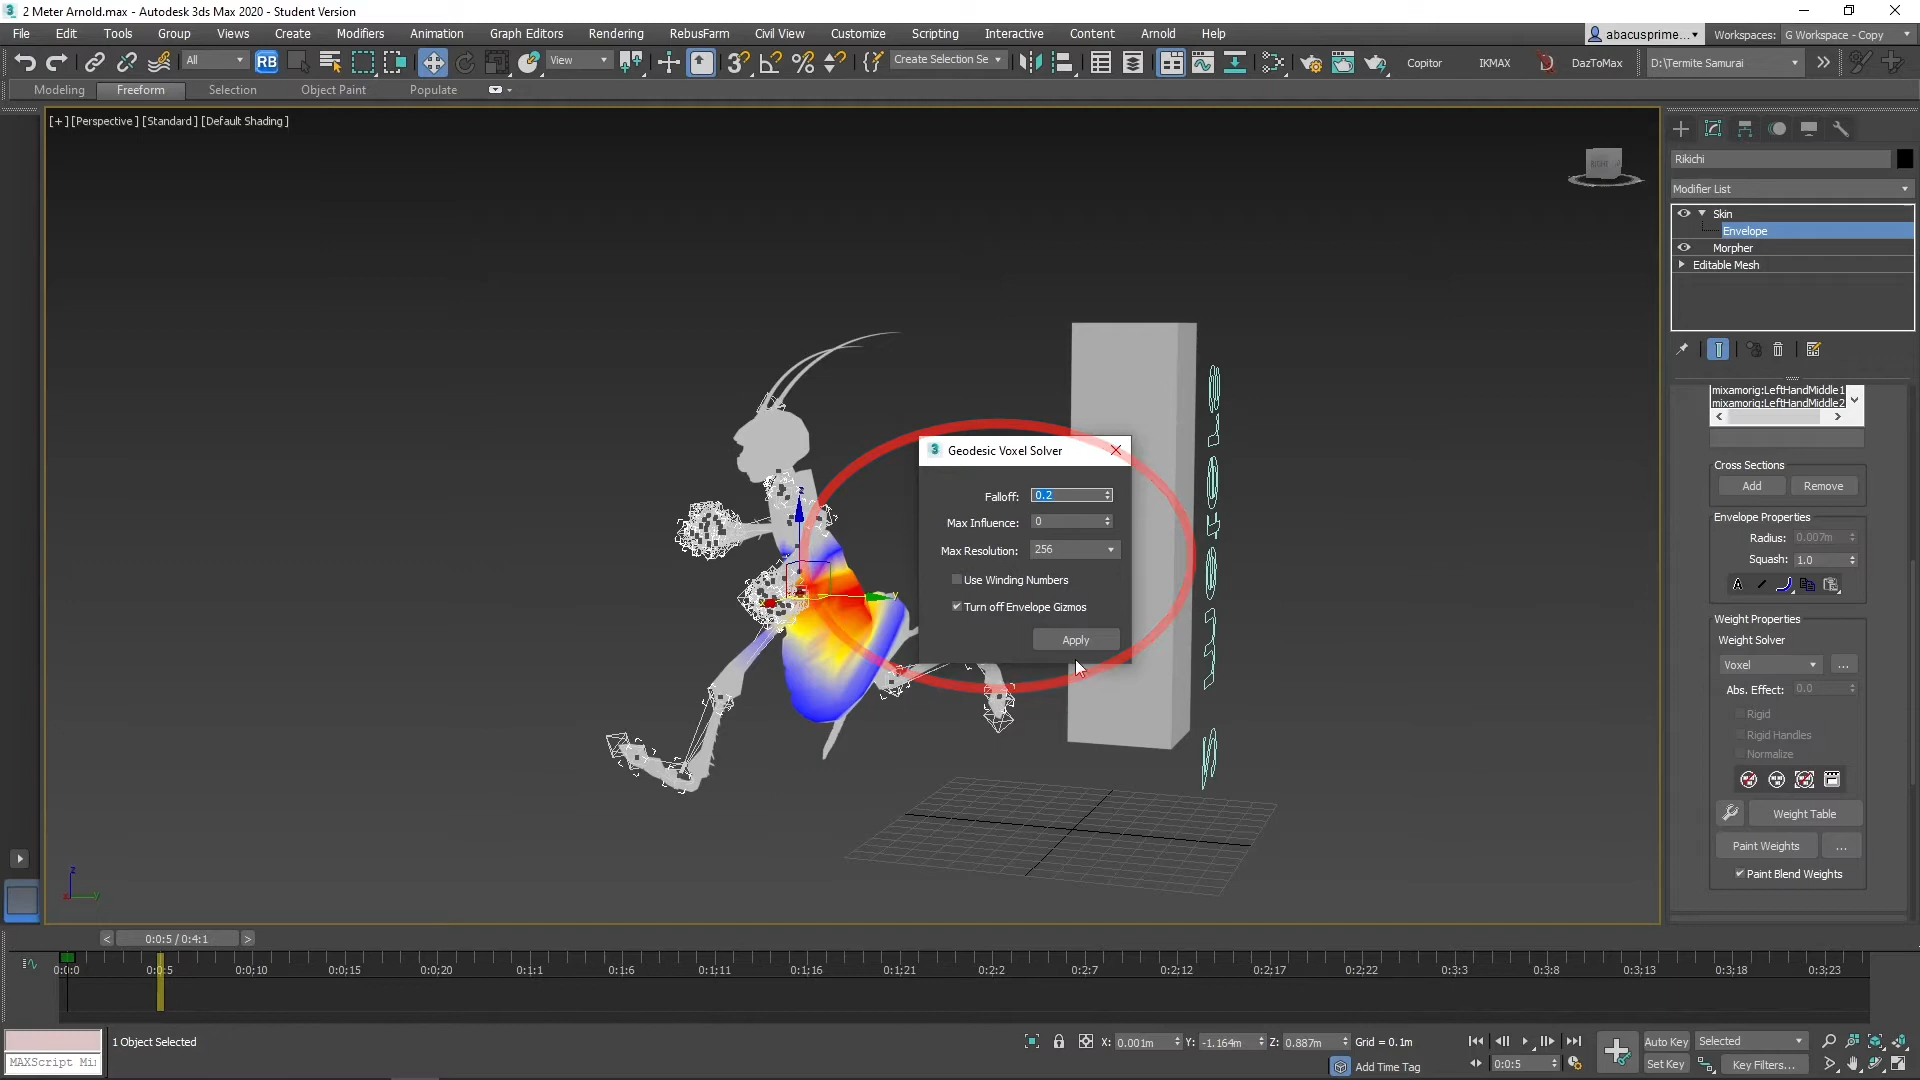 2 Meter Arnold.max - Autodesk 3ds Max 2020 - Student Version
File Edit Tools Group Views Create Modifiers Animation Graph Editors Rendering RebusFarm Civil View Customize Scripting Interactive Content Arnold Help
abacusprime... Workspaces: G Workspace - Copy
All RB View Create Selection Se Copitor IKMAX DazToMax D:\Termite Samurai
Modeling Freeform Selection Object Paint Populate
[+] [Perspective] [Standard] [Default Shading]
RIGHT
Rikichi
Modifier List
Skin
Envelope
Morpher
Editable Mesh
mixamorig:LeftHandMiddle1
mixamorig:LeftHandMiddle2
Cross Sections
Add Remove
Envelope Properties
Radius: 0.007m
Squash: 1.0
Weight Properties
Weight Solver
Voxel ...
Abs. Effect: 0.0
Rigid
Rigid Handles
Normalize
Weight Table
Paint Weights ...
Paint Blend Weights
Geodesic Voxel Solver
Falloff: 0.2
Max Influence: 0
Max Resolution: 256
Use Winding Numbers
Turn off Envelope Gizmos
Apply
z
y
z
x y
< 0:0:5 / 0:4:1 >
0:0:0 0:0:5 0:0;10 0:0;15 0:0;20 0:1:1 0:1:6 0:1;11 0:1;16 0:1;21 0:2:2 0:2:7 0:2;12 0:2;17 0:2;22 0:3:3 0:3:8 0:3;13 0:3;18 0:3;23
1 Object Selected
MAXScript Mi
X: 0.001m Y: -1.164m Z: 0.887m Grid = 0.1m
Add Time Tag
0:0:5
Auto Key Selected
Set Key Key Filters...